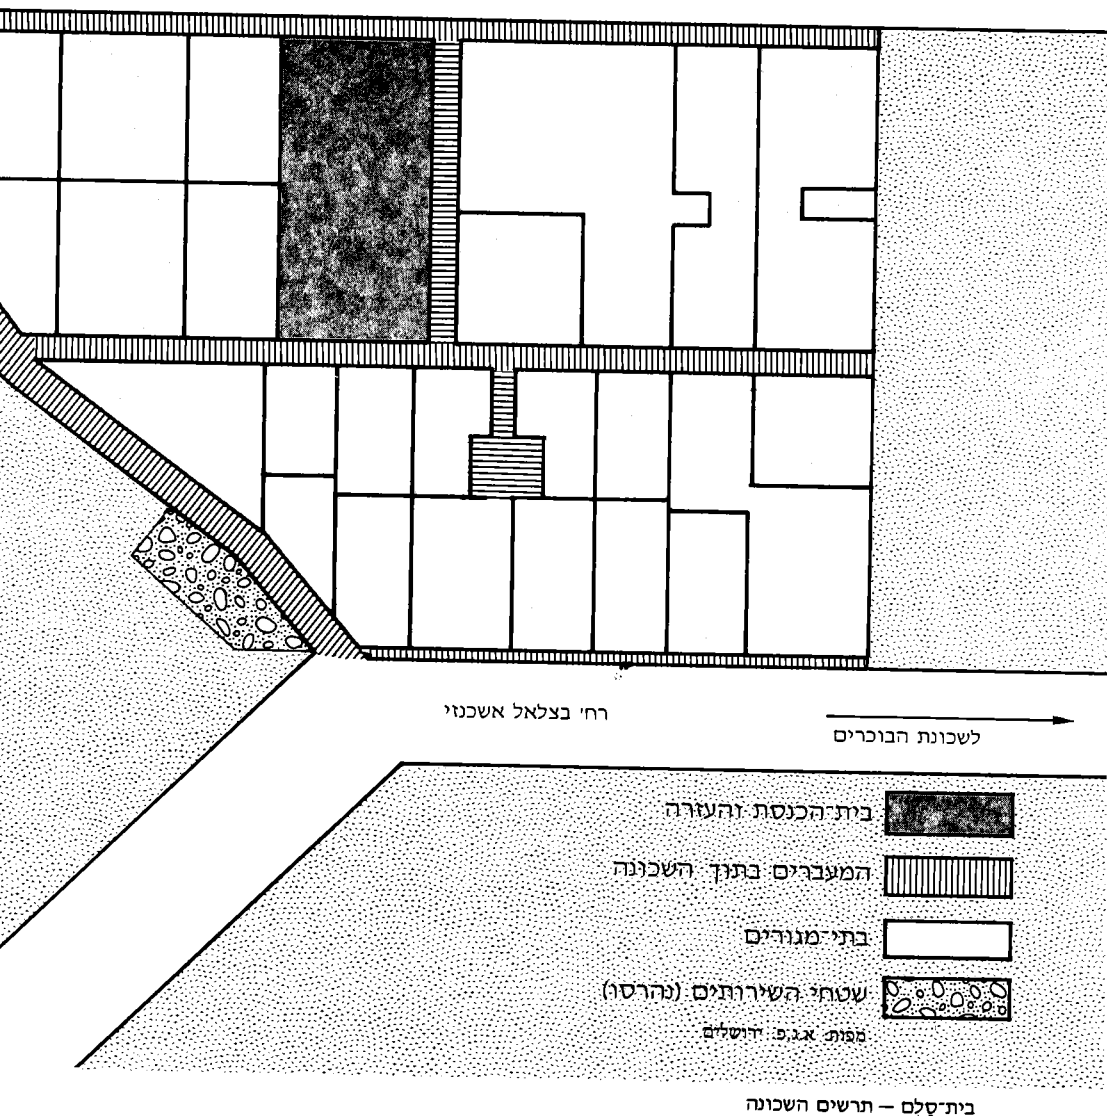 רח' בצלאל אשכנזי
לשכונת הבוכרים
בית־הכנסת והעזרה
המעברים בתוך השכונה
בתי־מגורים
שטחי השירותים (נהרסו)
מפות: א.ג.פ. ירושלים
בית־סָלֶם – תרשים השכונה